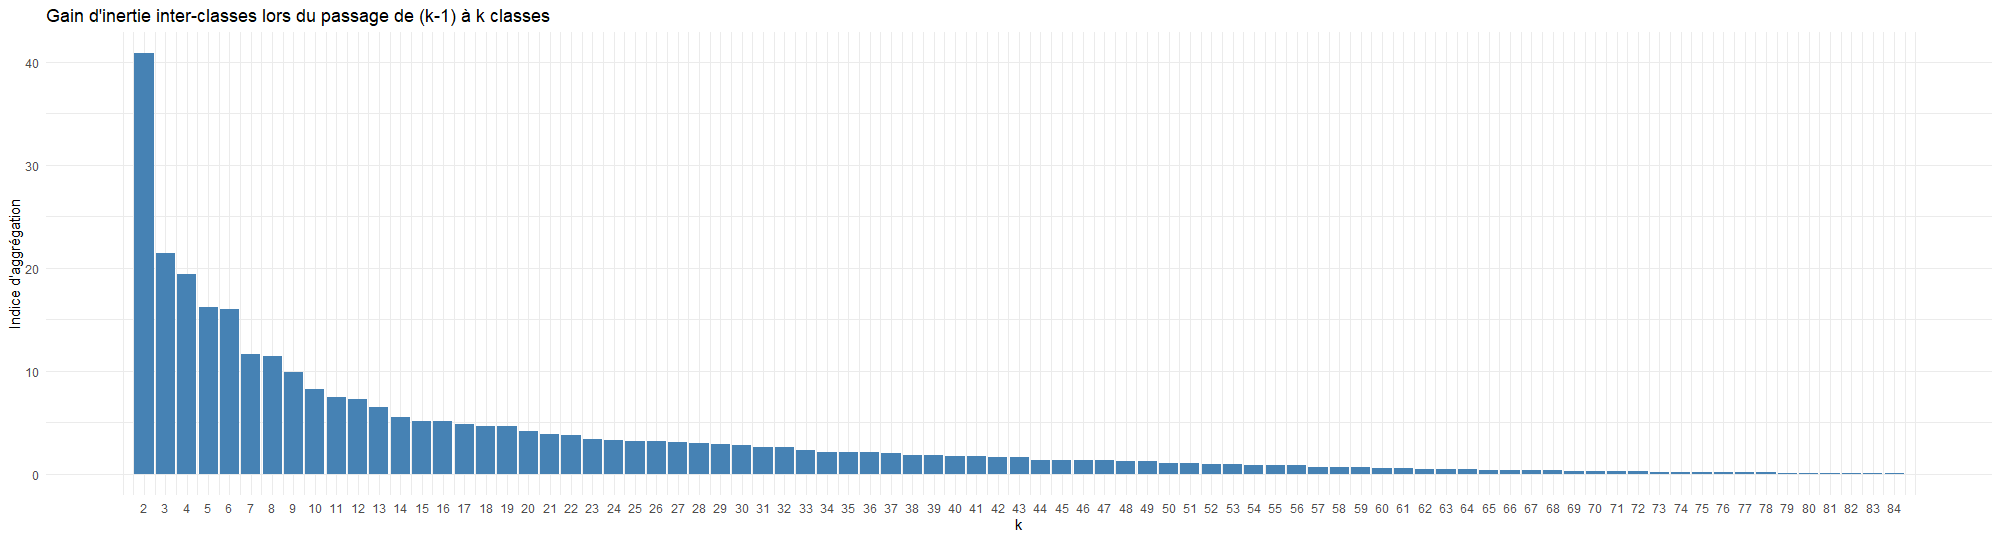 Gain d'inertie inter-classes lors du passage de (k-1) à k classes
Indice d'aggrégation
40
30
20
10
0
2 3 4 5 6 7 8 9 10 11 12 13 14 15 16 17 18 19 20 21 22 23 24 25 26 27 28 29 30 31 32 33 34 35 36 37 38 39 40 41 42 43 44 45 46 47 48 49 50 51 52 53 54 55 56 57 58 59 60 61 62 63 64 65 66 67 68 69 70 71 72 73 74 75 76 77 78 79 80 81 82 83 84
k